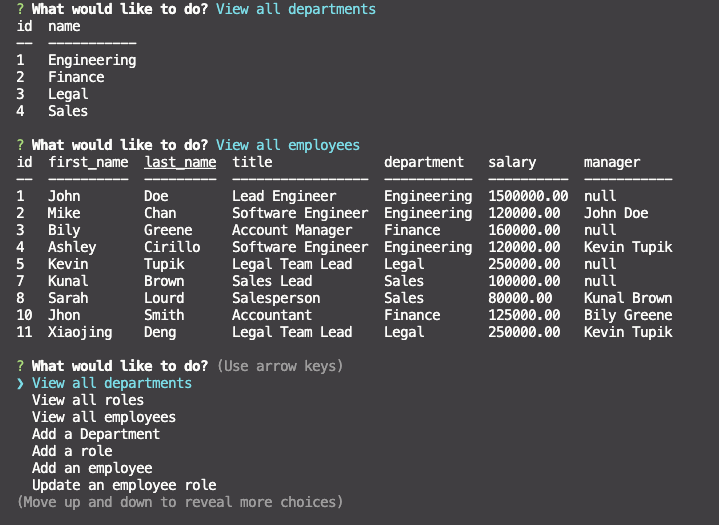 ? What would like to do? View all departments
id  name
--  -----------
1   Engineering
2   Finance
3   Legal
4   Sales
? What would like to do? View all employees
id  first_name  last_name  title              department   salary      manager
--  ----------  ---------  -----------------  -----------  ----------  -----------
1   John        Doe        Lead Engineer      Engineering  1500000.00  null
2   Mike        Chan       Software Engineer  Engineering  120000.00   John Doe
3   Bily        Greene     Account Manager    Finance      160000.00   null
4   Ashley      Cirillo    Software Engineer  Engineering  120000.00   Kevin Tupik
5   Kevin       Tupik      Legal Team Lead    Legal        250000.00   null
7   Kunal       Brown      Sales Lead         Sales        100000.00   null
8   Sarah       Lourd      Salesperson        Sales        80000.00    Kunal Brown
10  Jhon        Smith      Accountant         Finance      125000.00   Bily Greene
11  Xiaojing    Deng       Legal Team Lead    Legal        250000.00   Kevin Tupik
? What would like to do? (Use arrow keys)
❯ View all departments
  View all roles
  View all employees
  Add a Department
  Add a role
  Add an employee
  Update an employee role
(Move up and down to reveal more choices)